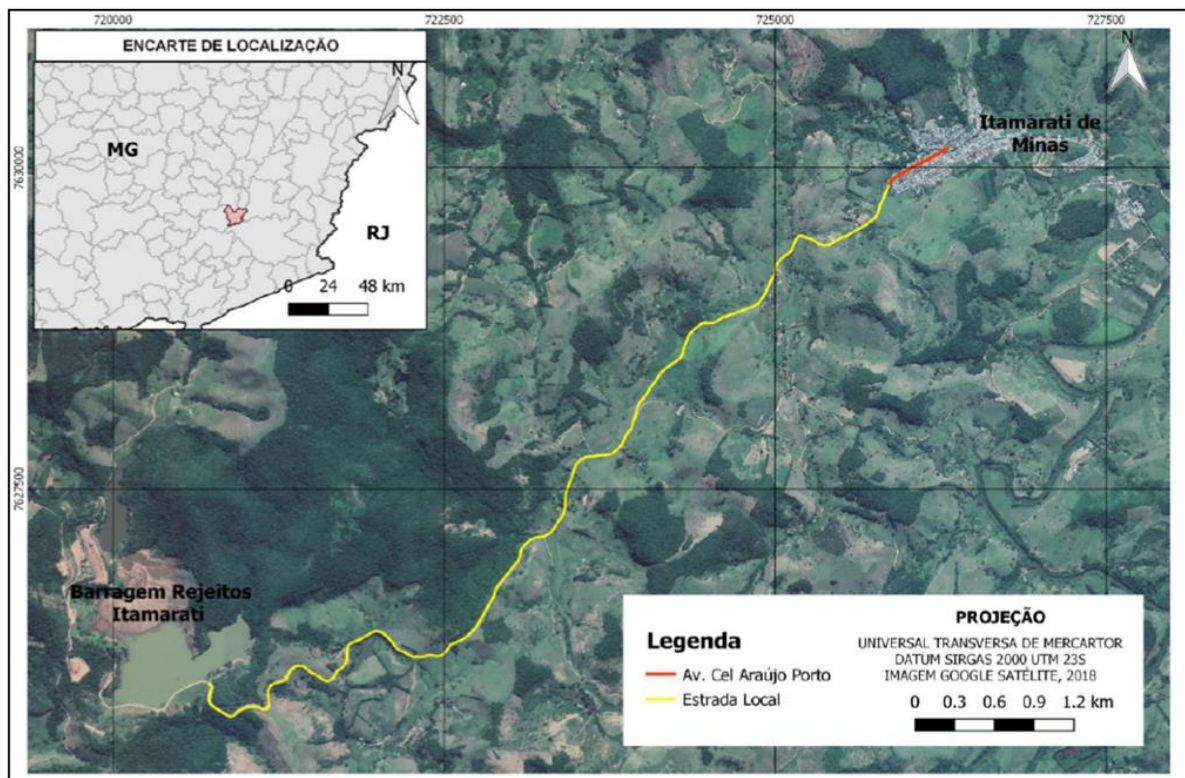 720000
722500
725000
727500
ENCARTE DE LOCALIZAÇÃO
N
MG
RJ
0 24 48 km
N
Itamarati de
Minas
7630000
7627500
Barragem Rejeitos
Itamarati
Legenda
Av. Cel Araújo Porto
Estrada Local
PROJEÇÃO
UNIVERSAL TRANSVERSA DE MERCARTOR
DATUM SIRGAS 2000 UTM 23S
IMAGEM GOOGLE SATÉLITE, 2018
0 0.3 0.6 0.9 1.2 km